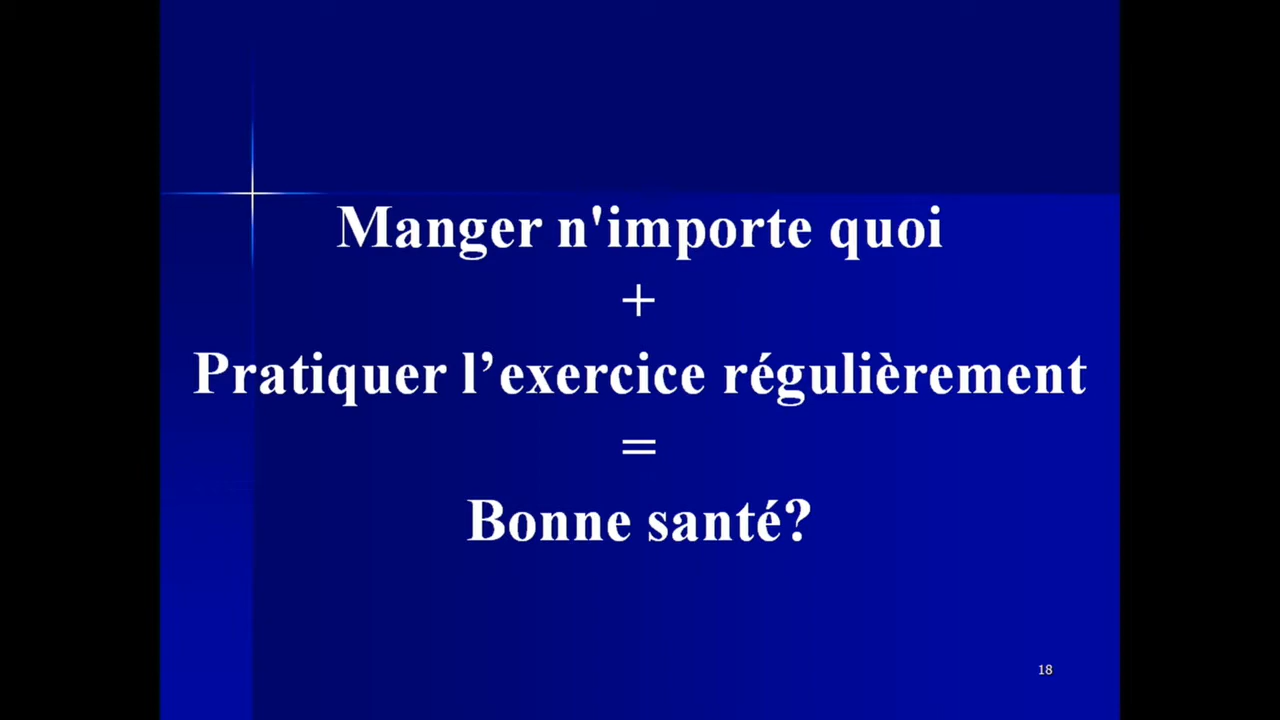 Manger n'importe quoi
+
Pratiquer l’exercice régulièrement
=
Bonne santé?
18